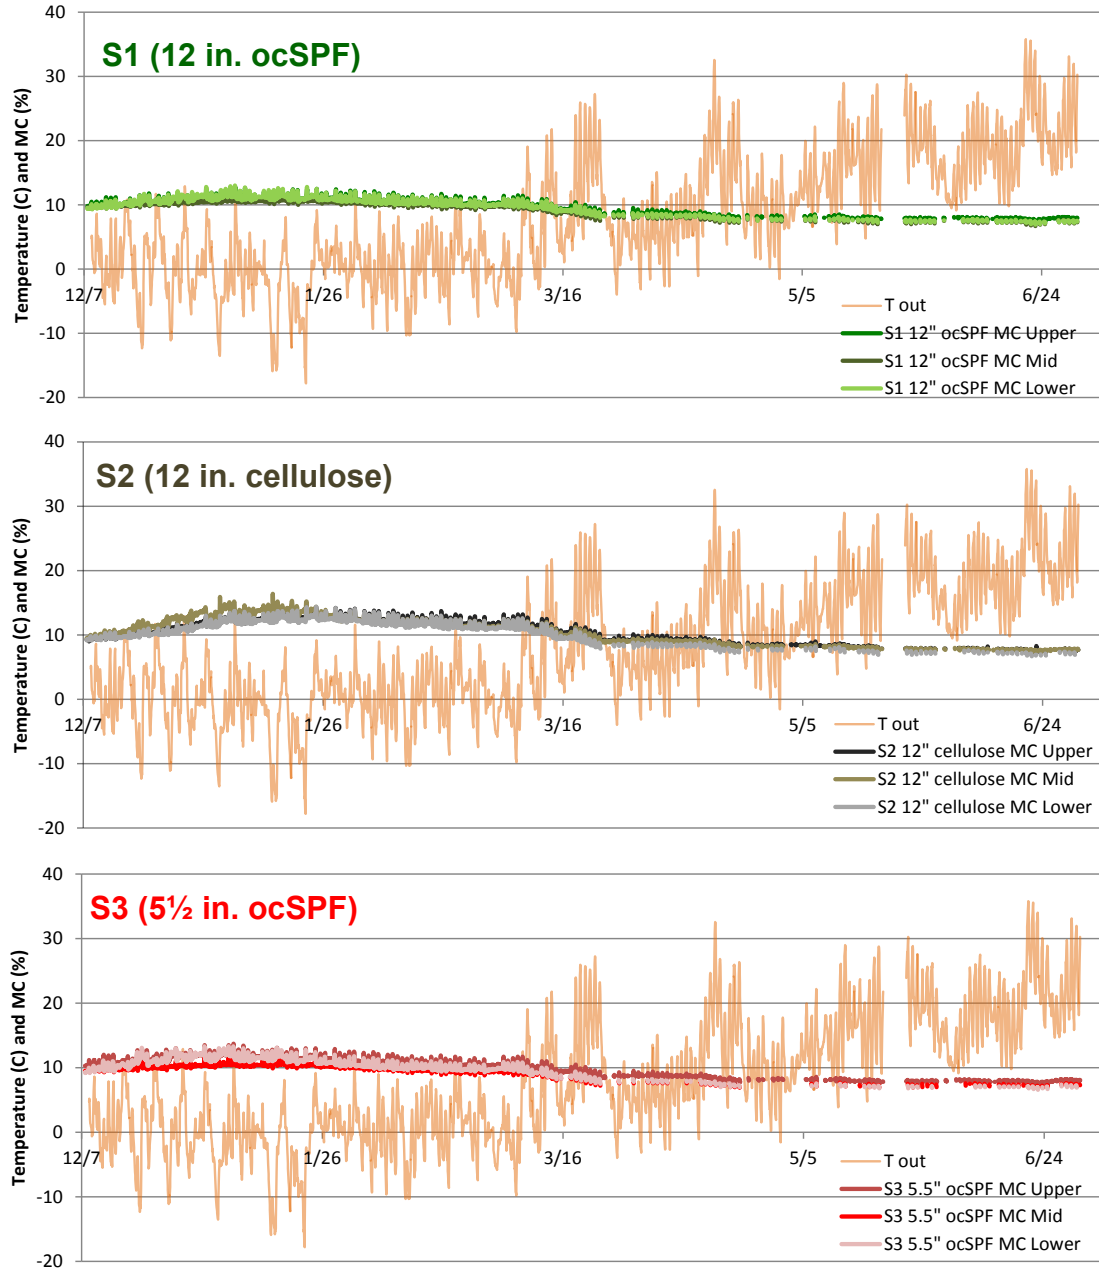 40
S1 (12 in. ocSPF)
30
20
10
0
-10
-20
Temperature (C) and MC (%)
12/7
1/26
3/16
5/5
6/24
T out
S1 12" ocSPF MC Upper
S1 12" ocSPF MC Mid
S1 12" ocSPF MC Lower
40
S2 (12 in. cellulose)
30
20
10
0
-10
-20
Temperature (C) and MC (%)
12/7
1/26
3/16
5/5
6/24
T out
S2 12" cellulose MC Upper
S2 12" cellulose MC Mid
S2 12" cellulose MC Lower
40
S3 (5½ in. ocSPF)
30
20
10
0
-10
-20
Temperature (C) and MC (%)
12/7
1/26
3/16
5/5
6/24
T out
S3 5.5" ocSPF MC Upper
S3 5.5" ocSPF MC Mid
S3 5.5" ocSPF MC Lower